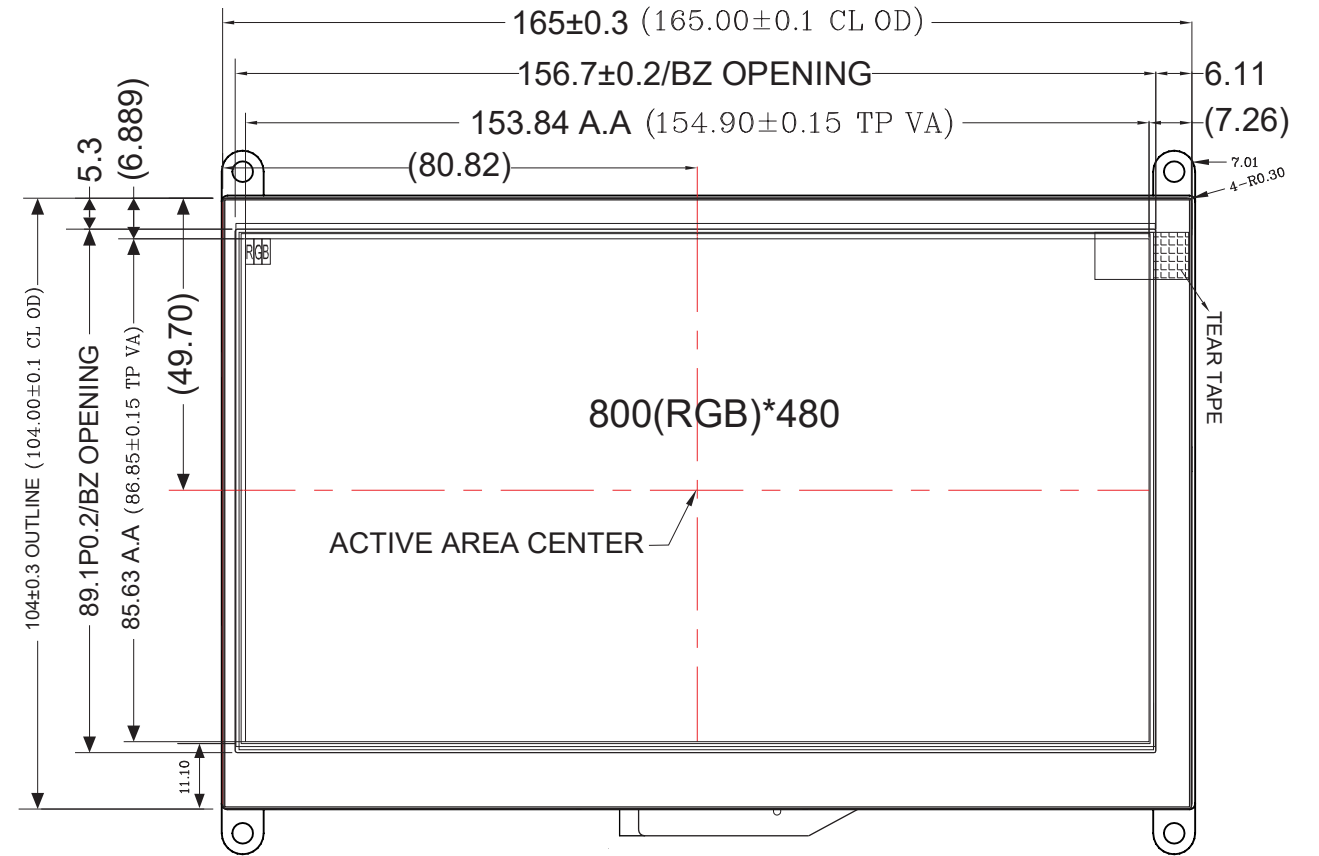 165±0.3 (165.00±0.1 CL OD)
156.7±0.2/BZ OPENING
6.11
153.84 A.A (154.90±0.15 TP VA)
(7.26)
(80.82)
7.01
4-R0.30
5.3
(6.889)
RGB
(49.70)
104±0.3 OUTLINE (104.00±0.1 CL OD)
89.1P0.2/BZ OPENING
85.63 A.A (86.85±0.15 TP VA)
TEAR TAPE
800(RGB)*480
ACTIVE AREA CENTER
11.10